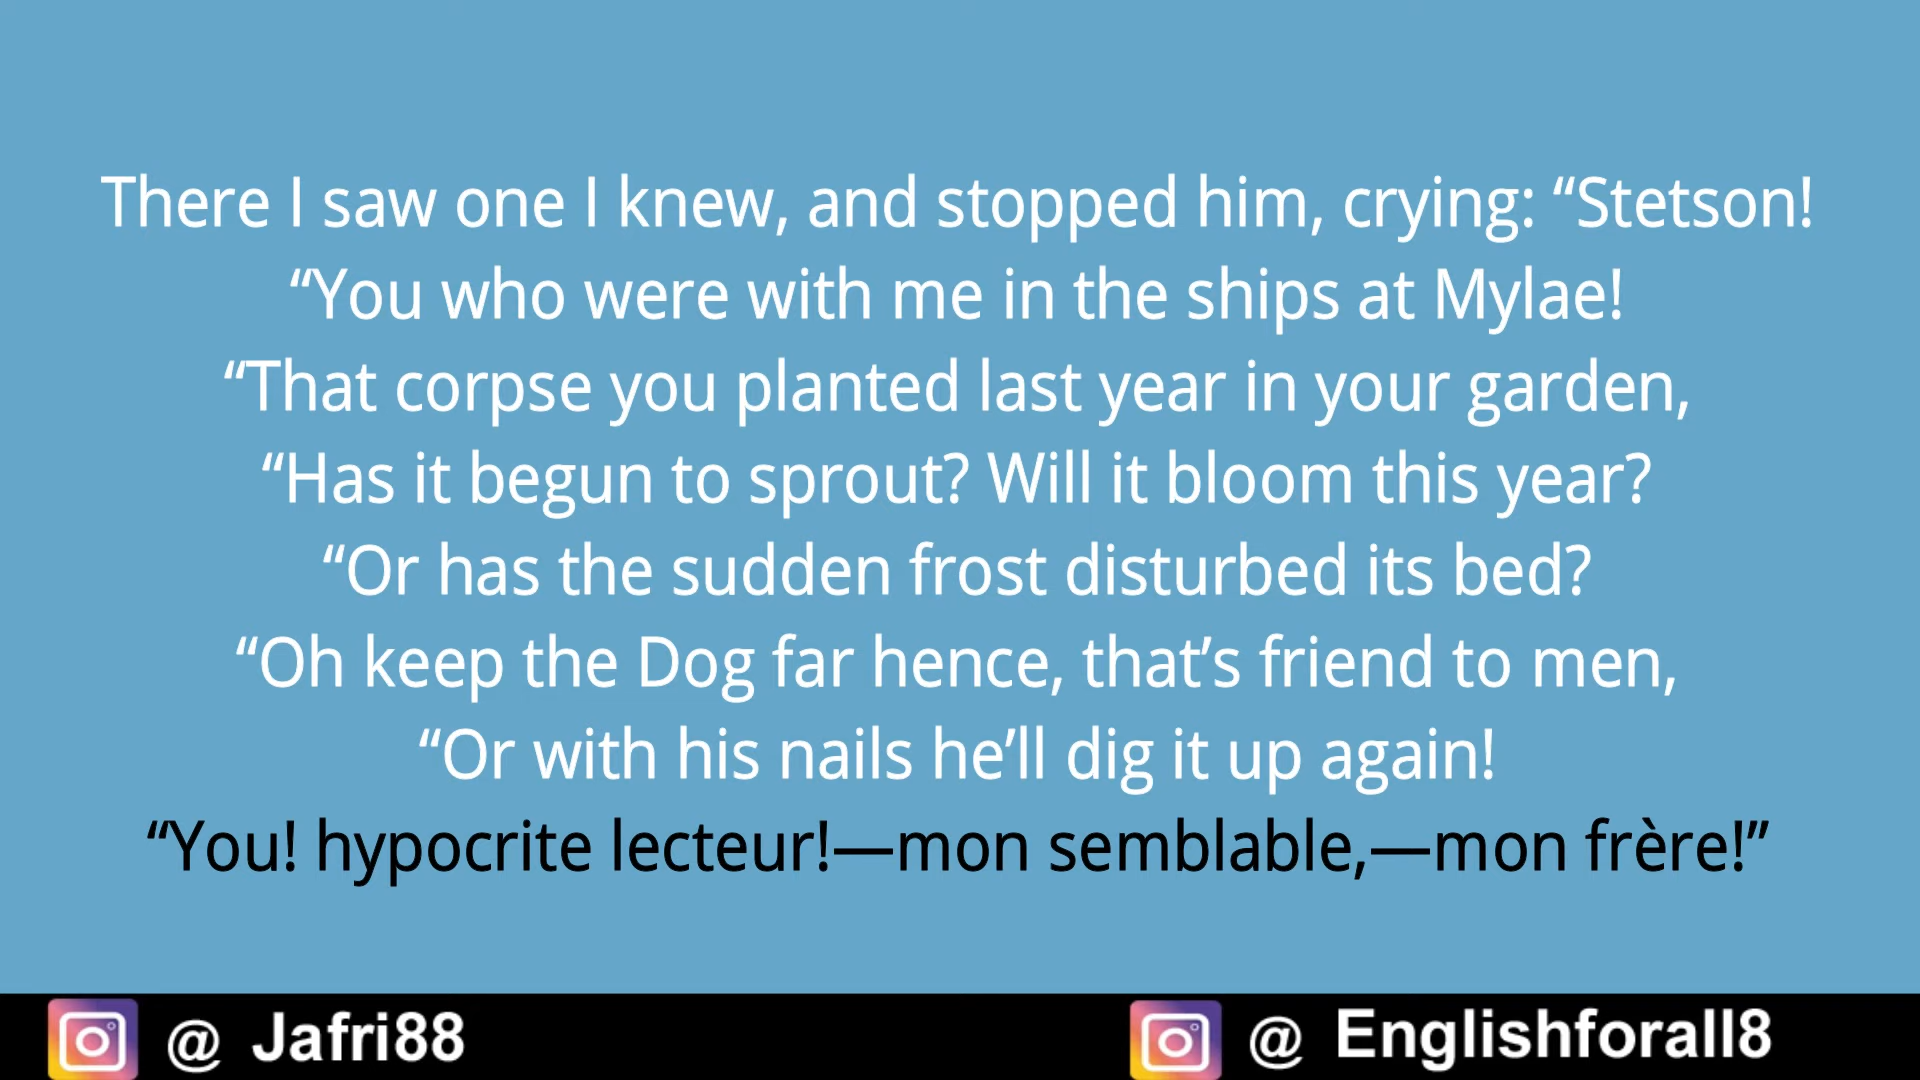 There I saw one I knew, and stopped him, crying: “Stetson!
“You who were with me in the ships at Mylae!
“That corpse you planted last year in your garden,
“Has it begun to sprout? Will it bloom this year?
“Or has the sudden frost disturbed its bed?
“Oh keep the Dog far hence, that’s friend to men,
“Or with his nails he’ll dig it up again!
“You! hypocrite lecteur!—mon semblable,—mon frère!”
@ Jafri88
@ Englishforall8